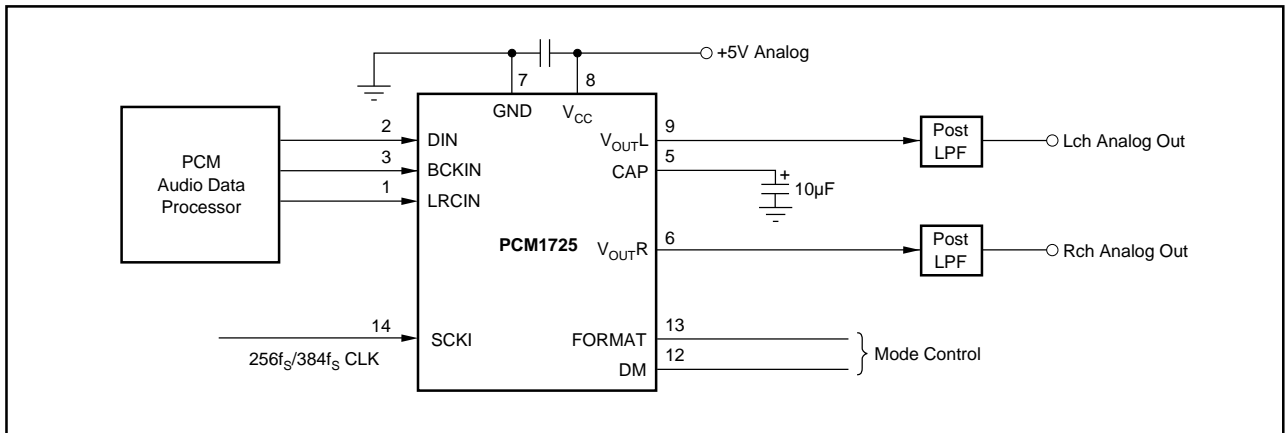 +5V Analog
7 8
GND VCC
PCM
Audio Data
Processor
2 DIN
3 BCKIN
1 LRCIN
PCM1725
VOUTL 9
CAP 5
+
10µF
VOUTR 6
Post
LPF
Lch Analog Out
Post
LPF
Rch Analog Out
14 SCKI
256fS/384fS CLK
FORMAT 13
DM 12
Mode Control